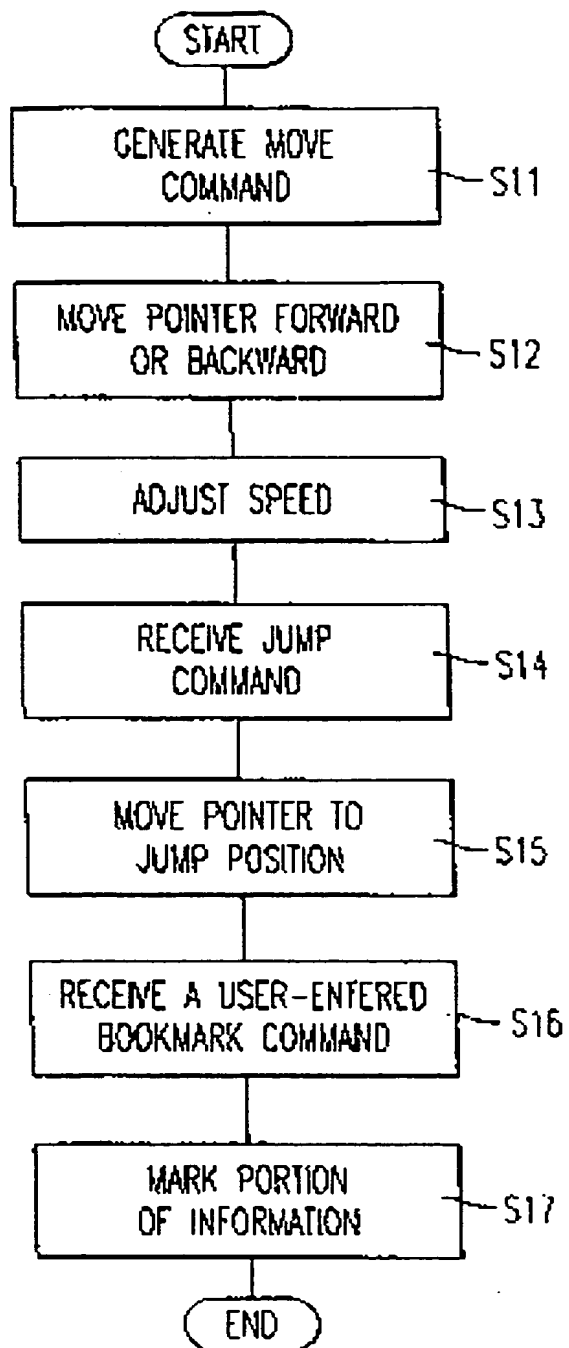 START
GENERATE MOVE
COMMAND
S11
MOVE POINTER FORWARD
OR BACKWARD
S12
ADJUST SPEED
S13
RECEIVE JUMP
COMMAND
S14
MOVE POINTER TO
JUMP POSITION
S15
RECEIVE A USER-ENTERED
BOOKMARK COMMAND
S16
MARK PORTION
OF INFORMATION
S17
END